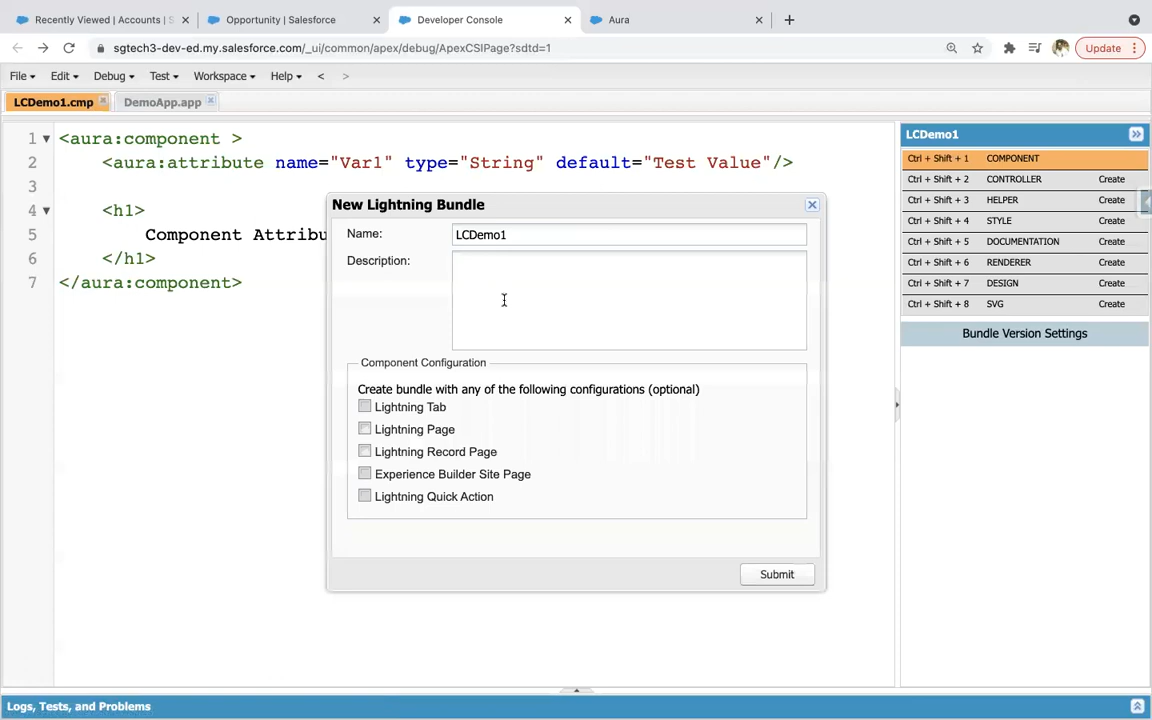 Recently Viewed | Accounts | S
Opportunity | Salesforce
Developer Console
Aura
sgtech3-dev-ed.my.salesforce.com/_ui/common/apex/debug/ApexCSIPage?sdtd=1
Update
File
Edit
Debug
Test
Workspace
Help
<
>
LCDemo1.cmp
DemoApp.app
1 <aura:component >
2 <aura:attribute name="Var1" type="String" default="Test Value"/>
3
4 <h1>
5 Component Attribu
6 </h1>
7 </aura:component>
New Lightning Bundle
Name:
LCDemo1
Description:
Component Configuration
Create bundle with any of the following configurations (optional)
Lightning Tab
Lightning Page
Lightning Record Page
Experience Builder Site Page
Lightning Quick Action
Submit
LCDemo1
Ctrl + Shift + 1 COMPONENT
Ctrl + Shift + 2 CONTROLLER Create
Ctrl + Shift + 3 HELPER Create
Ctrl + Shift + 4 STYLE Create
Ctrl + Shift + 5 DOCUMENTATION Create
Ctrl + Shift + 6 RENDERER Create
Ctrl + Shift + 7 DESIGN Create
Ctrl + Shift + 8 SVG Create
Bundle Version Settings
Logs, Tests, and Problems